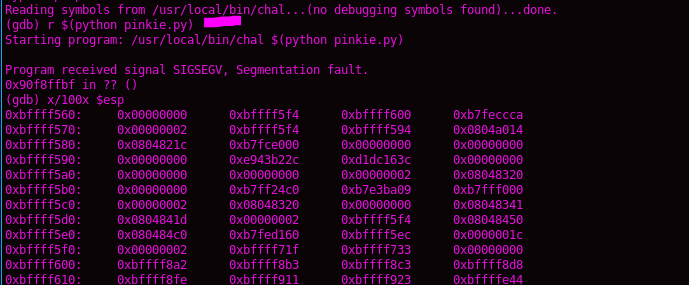 Reading symbols from /usr/local/bin/chal...(no debugging symbols found)...done.
(gdb) r $(python pinkie.py)
Starting program: /usr/local/bin/chal $(python pinkie.py)
Program received signal SIGSEGV, Segmentation fault.
0x90f8ffbf in ?? ()
(gdb) x/100x $esp
0xbffff560: 0x00000000 0xbffff5f4 0xbffff600 0xb7feccca
0xbffff570: 0x00000002 0xbffff5f4 0xbffff594 0x0804a014
0xbffff580: 0x0804821c 0xb7fce000 0x00000000 0x00000000
0xbffff590: 0x00000000 0xe943b22c 0xd1dc163c 0x00000000
0xbffff5a0: 0x00000000 0x00000000 0x00000002 0x08048320
0xbffff5b0: 0x00000000 0xb7ff24c0 0xb7e3ba09 0xb7fff000
0xbffff5c0: 0x00000002 0x08048320 0x00000000 0x08048341
0xbffff5d0: 0x0804841d 0x00000002 0xbffff5f4 0x08048450
0xbffff5e0: 0x080484c0 0xb7fed160 0xbffff5ec 0x0000001c
0xbffff5f0: 0x00000002 0xbffff71f 0xbffff733 0x00000000
0xbffff600: 0xbffff8a2 0xbffff8b3 0xbffff8c3 0xbffff8d8
0xbffff610: 0xbffff8fe 0xbffff911 0xbffff923 0xbffffe44